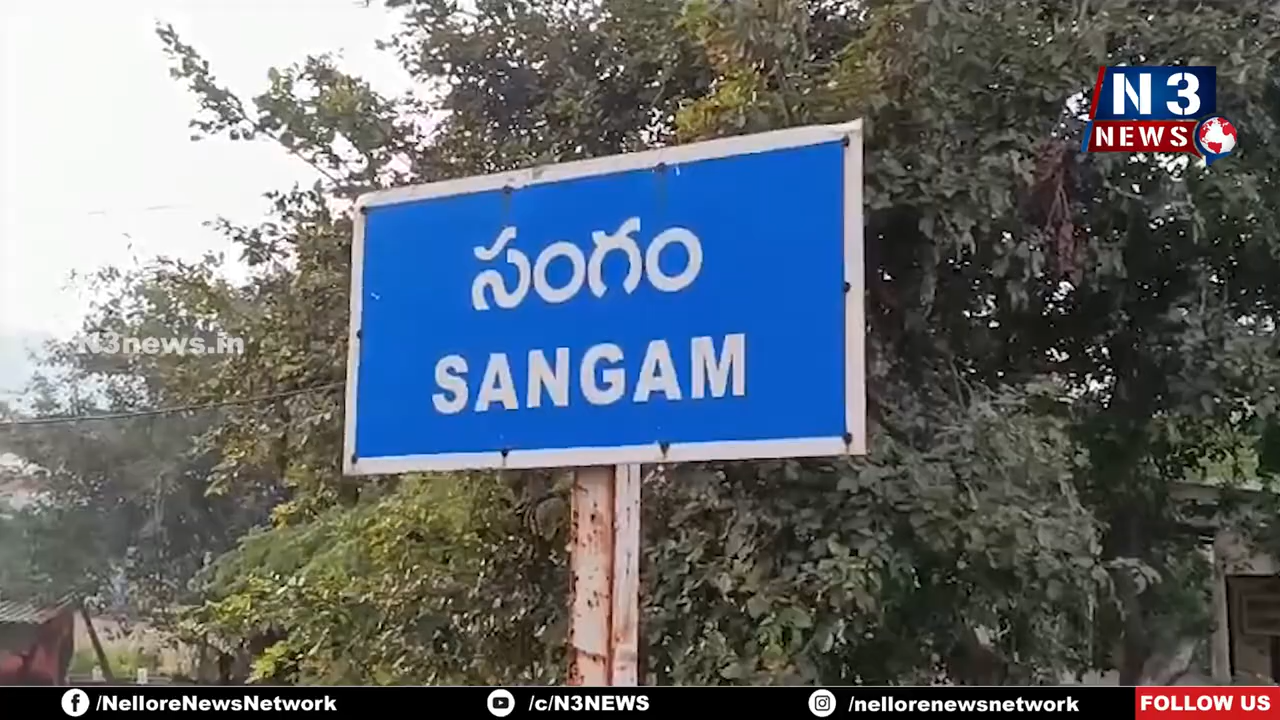 N3
NEWS
సంగం
SANGAM
N3news.in
/NelloreNewsNetwork
/c/N3NEWS
/nellorenewsnetwork
FOLLOW US